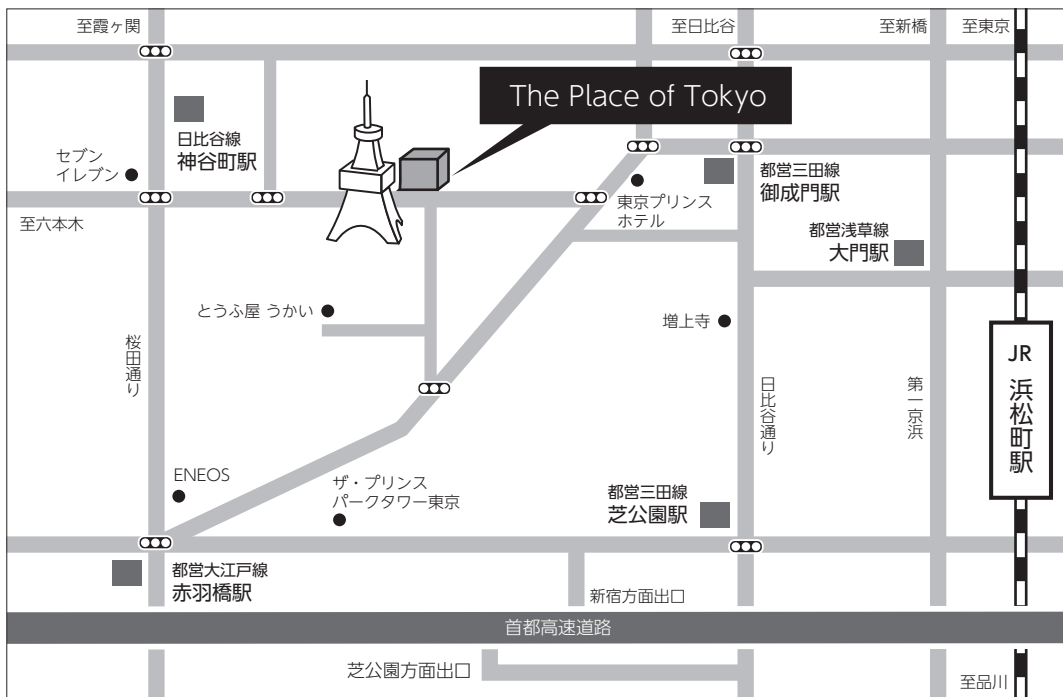 至霞ヶ関
至日比谷
至新橋
至東京
The Place of Tokyo
日比谷線
神谷町駅
セブン
イレブン
都営三田線
御成門駅
東京プリンス
ホテル
至六本木
都営浅草線
大門駅
とうふ屋 うかい
増上寺
桜田通り
日比谷通り
第一京浜
JR 浜松町駅
ENEOS
ザ・プリンス
パークタワー東京
都営三田線
芝公園駅
都営大江戸線
赤羽橋駅
新宿方面出口
首都高速道路
芝公園方面出口
至品川